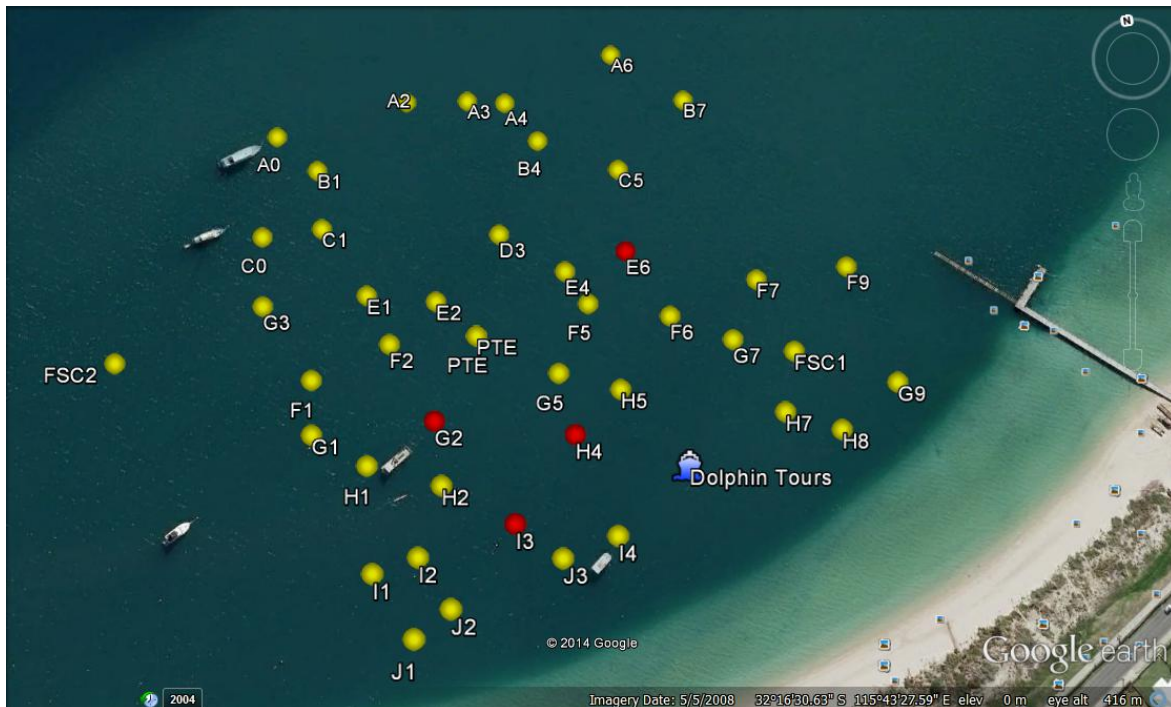 N
A6
A2
A3
A4
B7
A0
B4
B1
C5
C1
D3
C0
E6
E4
F7
F9
G3
E1
E2
F5
F6
PTE
F2
PTE
G7
FSC1
FSC2
F1
G5
H5
G9
G1
G2
H4
H7
H8
H1
H2
Dolphin Tours
I3
I4
I2
J3
I1
J2
J1
© 2014 Google
Google earth
2004
Imagery Date: 5/5/2008 32°16'30.63" S 115°43'27.59" E elev 0 m eye alt 416 m